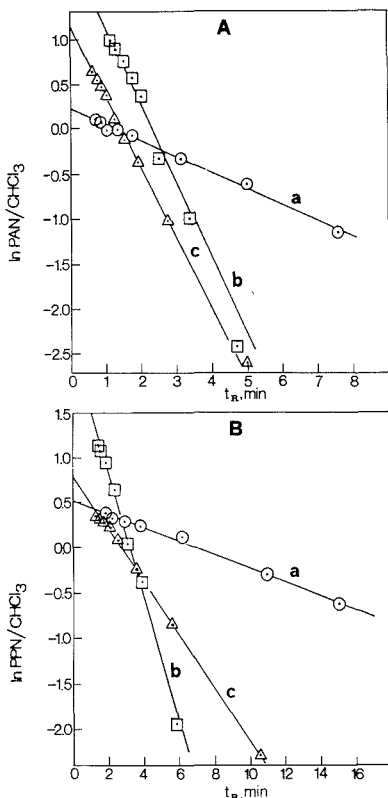 A
1.0
0.5
0.0
-0.5
-1.0
-1.5
-2.0
-2.5
ln PAN/CHCl3
a
b
c
0 1 2 3 4 5 6 7 8
tR, min
B
1.5
1.0
0.5
0.0
-0.5
-1.0
-1.5
-2.0
ln PPN/CHCl3
a
b
c
0 2 4 6 8 10 12 14 16
tR, min